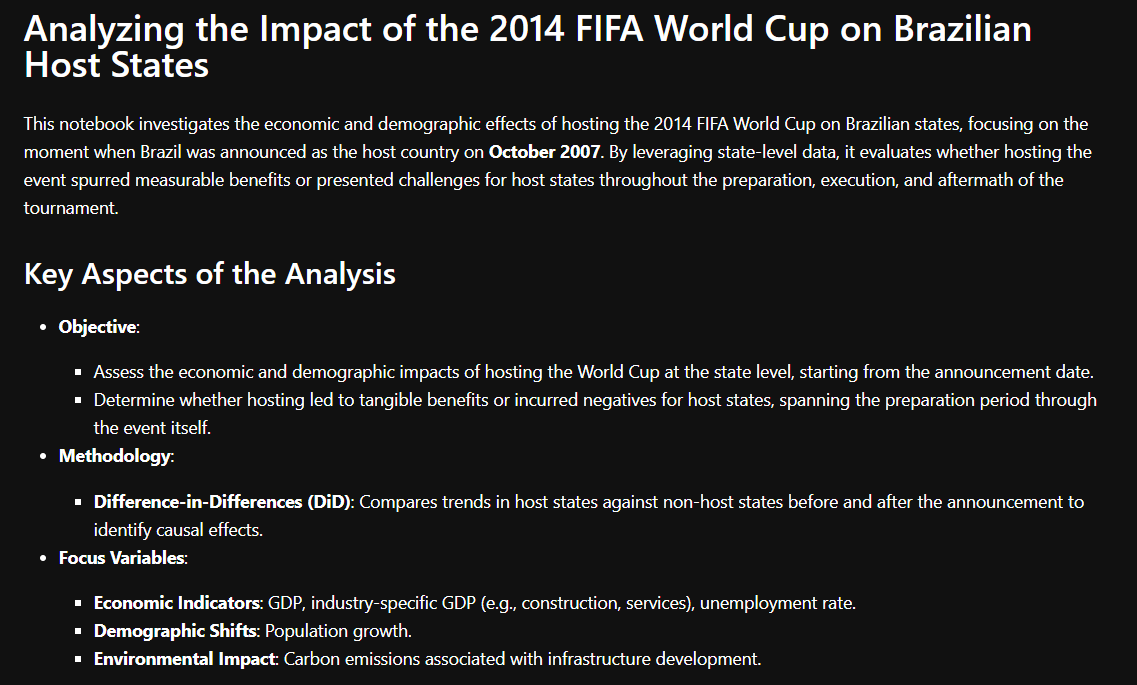 Analyzing the Impact of the 2014 FIFA World Cup on Brazilian
Host States
This notebook investigates the economic and demographic effects of hosting the 2014 FIFA World Cup on Brazilian states, focusing on the
moment when Brazil was announced as the host country on October 2007. By leveraging state-level data, it evaluates whether hosting the
event spurred measurable benefits or presented challenges for host states throughout the preparation, execution, and aftermath of the
tournament.
Key Aspects of the Analysis
• Objective:
▪ Assess the economic and demographic impacts of hosting the World Cup at the state level, starting from the announcement date.
▪ Determine whether hosting led to tangible benefits or incurred negatives for host states, spanning the preparation period through
the event itself.
• Methodology:
▪ Difference-in-Differences (DiD): Compares trends in host states against non-host states before and after the announcement to
identify causal effects.
• Focus Variables:
▪ Economic Indicators: GDP, industry-specific GDP (e.g., construction, services), unemployment rate.
▪ Demographic Shifts: Population growth.
▪ Environmental Impact: Carbon emissions associated with infrastructure development.